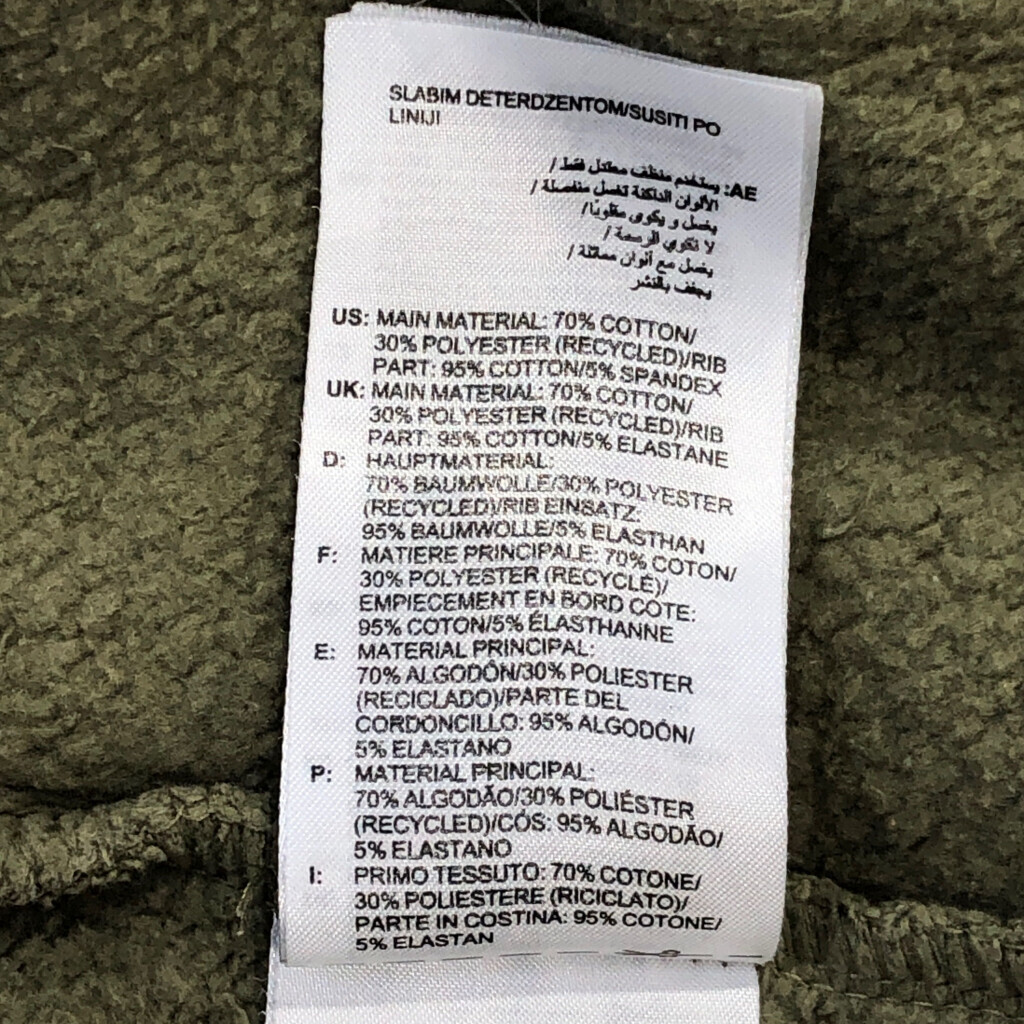 SLABIM DETERDZENTOM/SUSITI PO
LINIJI
AE: يستخدم منظف معتدل فقط /
الألوان الداكنة تغسل منفصلة /
يغسل و يكوى مقلوبًا/
لا تكوي الرسمة /
يغسل مع ألوان مماثلة /
يجفف بالنشر
US: MAIN MATERIAL: 70% COTTON/
30% POLYESTER (RECYCLED)/RIB
PART: 95% COTTON/5% SPANDEX
UK: MAIN MATERIAL: 70% COTTON/
30% POLYESTER (RECYCLED)/RIB
PART: 95% COTTON/5% ELASTANE
D: HAUPTMATERIAL:
70% BAUMWOLLE/30% POLYESTER
(RECYCLED)/RIB EINSATZ:
95% BAUMWOLLE/5% ELASTHAN
F: MATIERE PRINCIPALE: 70% COTON/
30% POLYESTER (RECYCLÉ)/
EMPIECEMENT EN BORD COTE:
95% COTON/5% ÉLASTHANNE
E: MATERIAL PRINCIPAL:
70% ALGODÓN/30% POLIESTER
(RECICLADO)/PARTE DEL
CORDONCILLO: 95% ALGODÓN/
5% ELASTANO
P: MATERIAL PRINCIPAL:
70% ALGODÃO/30% POLIÉSTER
(RECYCLED)/CÓS: 95% ALGODÃO/
5% ELASTANO
I: PRIMO TESSUTO: 70% COTONE/
30% POLIESTERE (RICICLATO)/
PARTE IN COSTINA: 95% COTONE/
5% ELASTAN